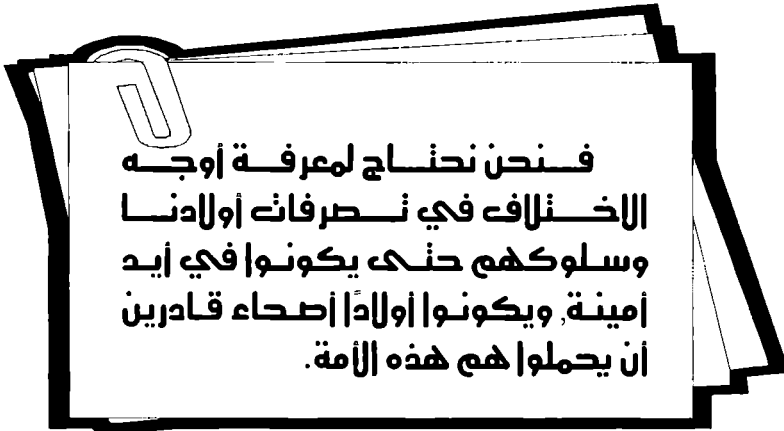 فنحن نحتاج لمعرفة أوجه
الاختلاف في تصرفات أولادنا
وسلوكهم حتى يكونوا في أيد
أمينة، ويكونوا أولادًا أصحاء قادرين
أن يحملوا هم هذه الأمة.